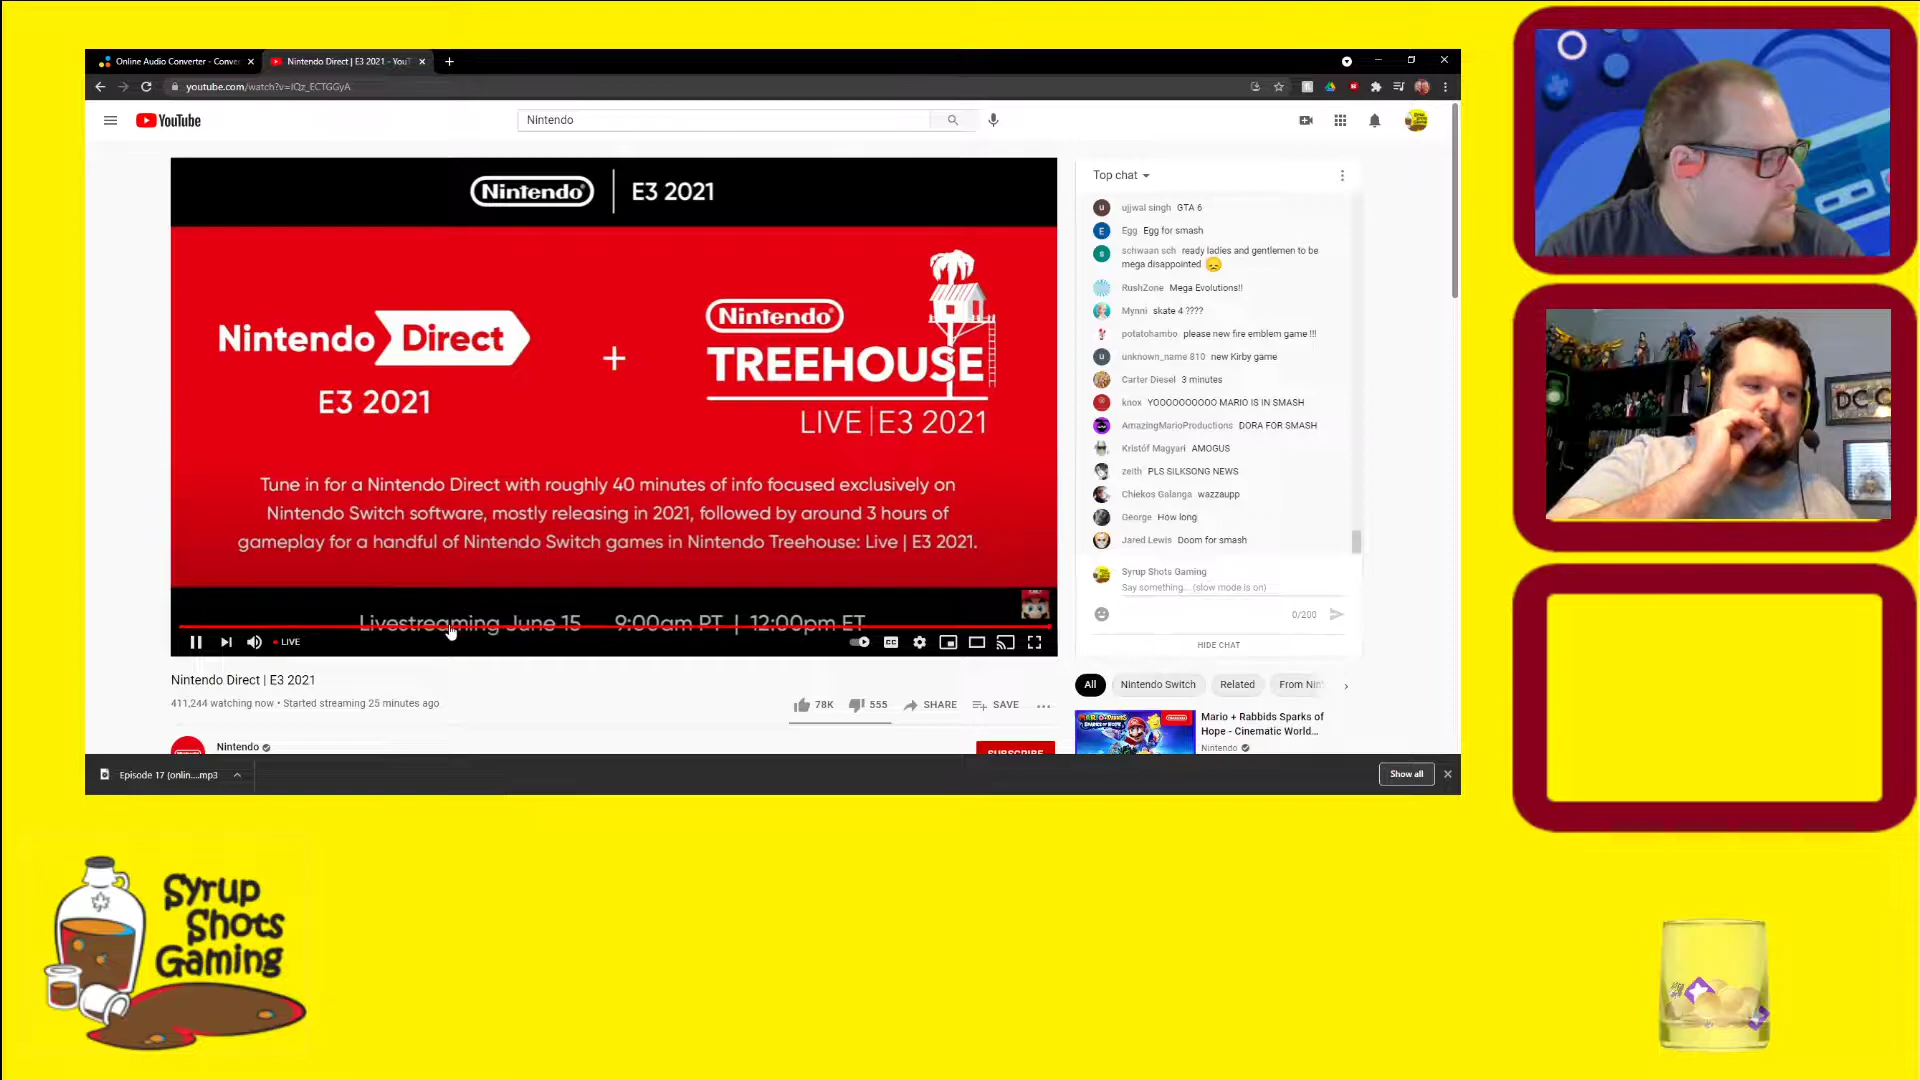 Online Audio Converter - Conve
Nintendo Direct | E3 2021 - YouT
youtube.com/watch?v=IQz_ECTGGyA
YouTube
Nintendo
Nintendo | E3 2021
Nintendo Direct
E3 2021
+
Nintendo
TREEHOUSE
LIVE | E3 2021
Tune in for a Nintendo Direct with roughly 40 minutes of info focused exclusively on
Nintendo Switch software, mostly releasing in 2021, followed by around 3 hours of
gameplay for a handful of Nintendo Switch games in Nintendo Treehouse: Live | E3 2021.
Livestreaming June 15 9:00am PT | 12:00pm ET
LIVE
CC
Nintendo Direct | E3 2021
411,244 watching now • Started streaming 25 minutes ago
78K
555
SHARE
SAVE
Nintendo
SUBSCRIBE
Top chat
ujjwal singh GTA 6
Egg Egg for smash
schwaan sch ready ladies and gentlemen to be
mega disappointed
RushZone Mega Evolutions!!
Mynni skate 4 ????
potatohambo please new fire emblem game !!!
unknown_name 810 new Kirby game
Carter Diesel 3 minutes
knox YOOOOOOOOO MARIO IS IN SMASH
AmazingMarioProductions DORA FOR SMASH
Kristóf Magyari AMOGUS
zeith PLS SILKSONG NEWS
Chiekos Galanga wazzaupp
George How long
Jared Lewis Doom for smash
Syrup Shots Gaming
Say something... (slow mode is on)
0/200
HIDE CHAT
All
Nintendo Switch
Related
From Nin
Mario + Rabbids Sparks of
Hope - Cinematic World...
Nintendo
Episode 17 (onlin....mp3
Show all
DC C
Syrup
Shots
Gaming